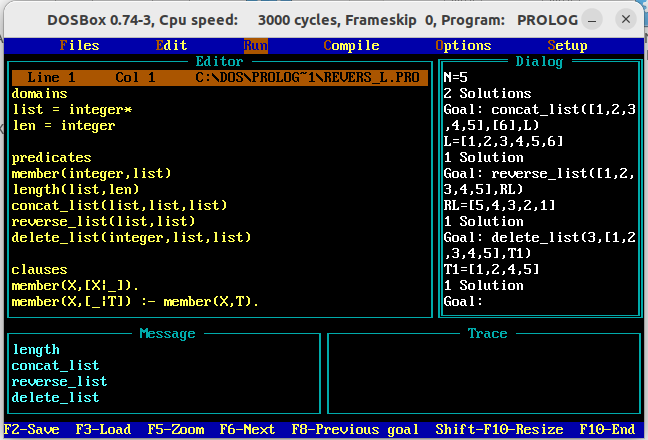 DOSBox 0.74-3, Cpu speed: 3000 cycles, Frameskip 0, Program: PROLOG
Files Edit Run Compile Options Setup
Editor
Line 1 Col 1 C:\DOS\PROLOG~1\REVERS_L.PRO
domains
list = integer*
len = integer
predicates
member(integer,list)
length(list,len)
concat_list(list,list,list)
reverse_list(list,list)
delete_list(integer,list,list)
clauses
member(X,[X¦_]).
member(X,[_¦T]) :- member(X,T).
Dialog
N=5
2 Solutions
Goal: concat_list([1,2,3
,4,5],[6],L)
L=[1,2,3,4,5,6]
1 Solution
Goal: reverse_list([1,2,
3,4,5],RL)
RL=[5,4,3,2,1]
1 Solution
Goal: delete_list(3,[1,2
,3,4,5],T1)
T1=[1,2,4,5]
1 Solution
Goal:
Message
length
concat_list
reverse_list
delete_list
Trace
F2-Save F3-Load F5-Zoom F6-Next F8-Previous goal Shift-F10-Resize F10-End